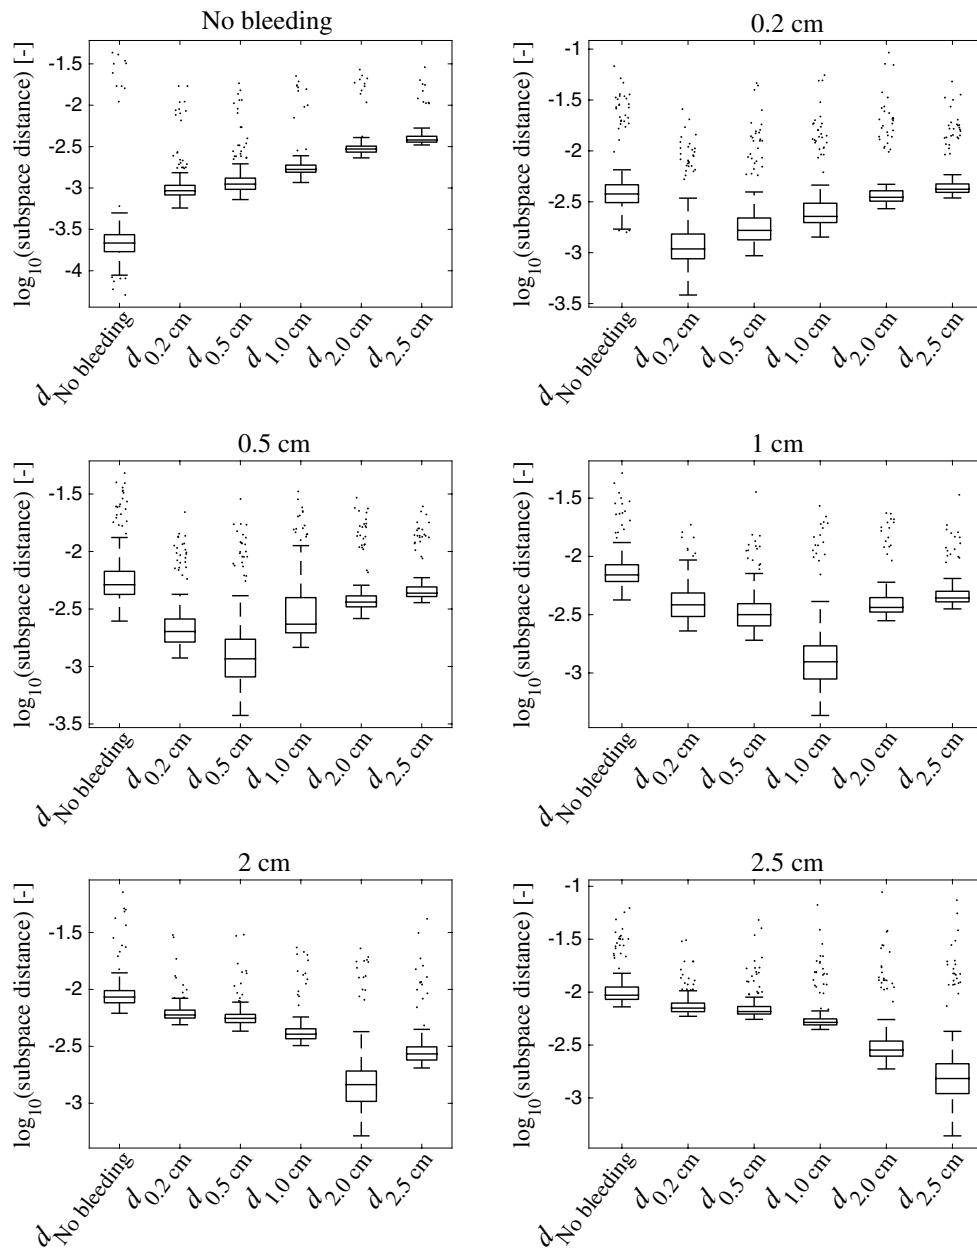 No bleeding
log10(subspace distance) [-]
-1.5
-2
-2.5
-3
-3.5
-4
d No bleeding
d 0.2 cm
d 0.5 cm
d 1.0 cm
d 2.0 cm
d 2.5 cm
0.2 cm
log10(subspace distance) [-]
-1
-1.5
-2
-2.5
-3
-3.5
d No bleeding
d 0.2 cm
d 0.5 cm
d 1.0 cm
d 2.0 cm
d 2.5 cm
0.5 cm
log10(subspace distance) [-]
-1.5
-2
-2.5
-3
-3.5
d No bleeding
d 0.2 cm
d 0.5 cm
d 1.0 cm
d 2.0 cm
d 2.5 cm
1 cm
log10(subspace distance) [-]
-1.5
-2
-2.5
-3
d No bleeding
d 0.2 cm
d 0.5 cm
d 1.0 cm
d 2.0 cm
d 2.5 cm
2 cm
log10(subspace distance) [-]
-1.5
-2
-2.5
-3
d No bleeding
d 0.2 cm
d 0.5 cm
d 1.0 cm
d 2.0 cm
d 2.5 cm
2.5 cm
log10(subspace distance) [-]
-1
-1.5
-2
-2.5
-3
d No bleeding
d 0.2 cm
d 0.5 cm
d 1.0 cm
d 2.0 cm
d 2.5 cm